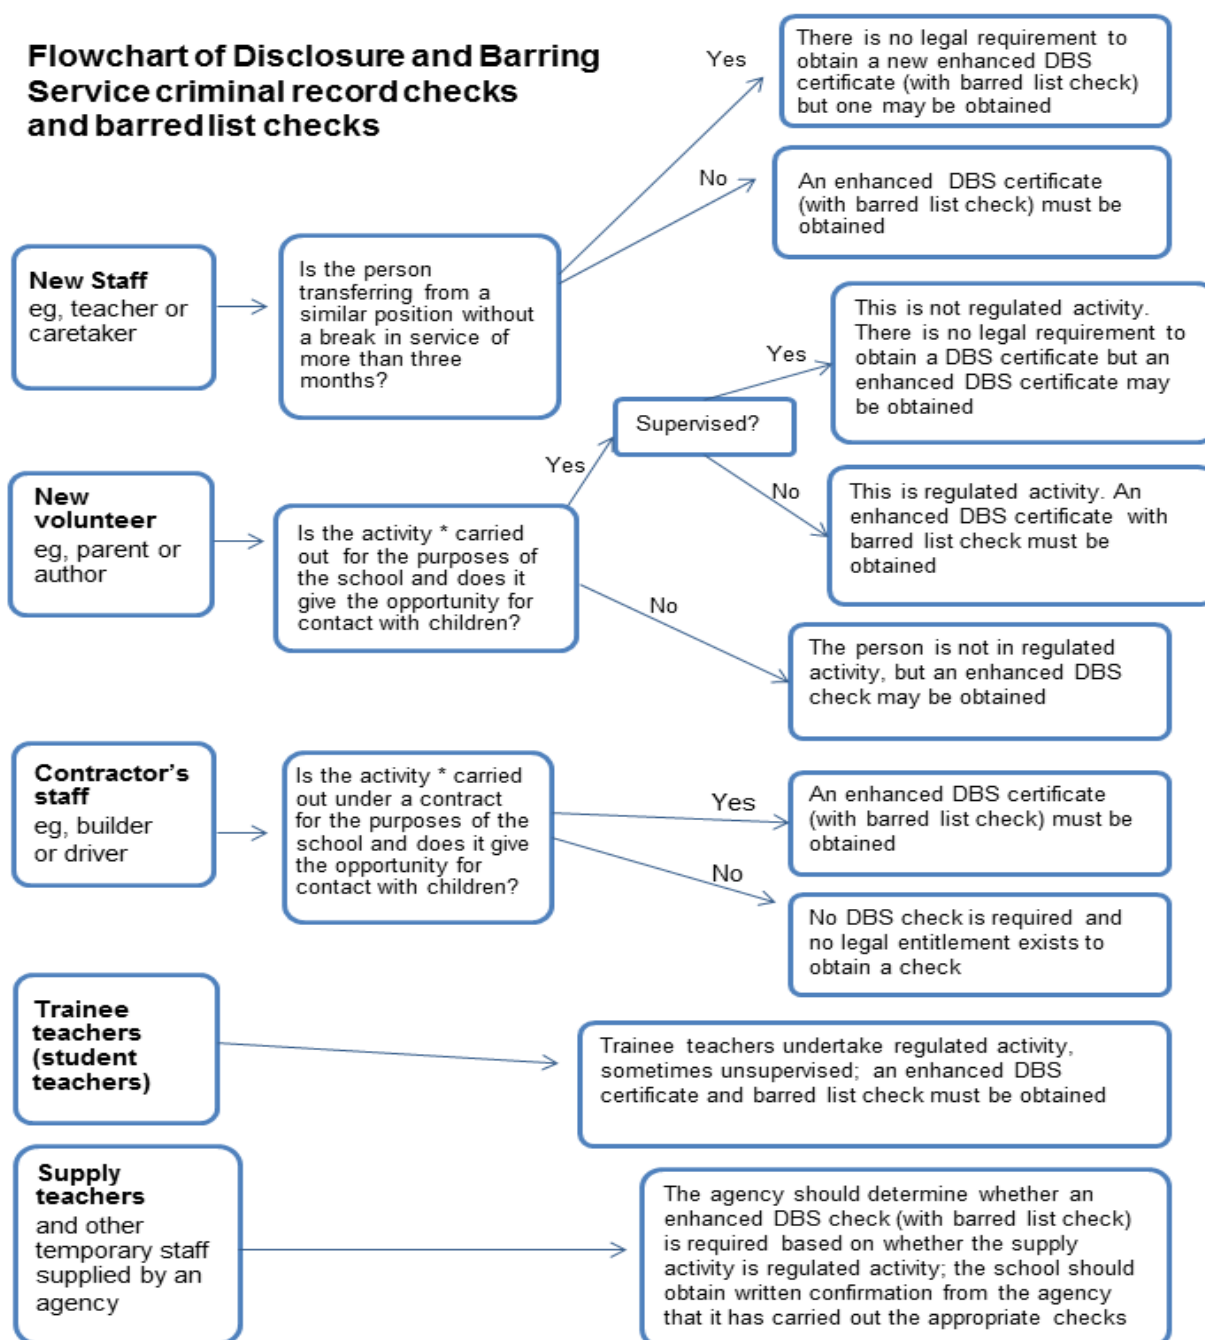 Flowchart of Disclosure and Barring
Service criminal record checks
and barred list checks
New Staff
eg, teacher or
caretaker
Is the person
transferring from a
similar position without
a break in service of
more than three
months?
Yes
There is no legal requirement to
obtain a new enhanced DBS
certificate (with barred list check)
but one may be obtained
No
An enhanced DBS certificate
(with barred list check) must be
obtained
New
volunteer
eg, parent or
author
Is the activity * carried
out for the purposes of
the school and does it
give the opportunity for
contact with children?
Yes
Supervised?
Yes
This is not regulated activity.
There is no legal requirement to
obtain a DBS certificate but an
enhanced DBS certificate may
be obtained
No
This is regulated activity. An
enhanced DBS certificate with
barred list check must be
obtained
No
The person is not in regulated
activity, but an enhanced DBS
check may be obtained
Contractor's
staff
eg, builder
or driver
Is the activity * carried
out under a contract
for the purposes of the
school and does it give
the opportunity for
contact with children?
Yes
An enhanced DBS certificate
(with barred list check) must be
obtained
No
No DBS check is required and
no legal entitlement exists to
obtain a check
Trainee
teachers
(student
teachers)
Trainee teachers undertake regulated activity,
sometimes unsupervised; an enhanced DBS
certificate and barred list check must be obtained
Supply
teachers
and other
temporary staff
supplied by an
agency
The agency should determine whether an
enhanced DBS check (with barred list check)
is required based on whether the supply
activity is regulated activity; the school should
obtain written confirmation from the agency
that it has carried out the appropriate checks